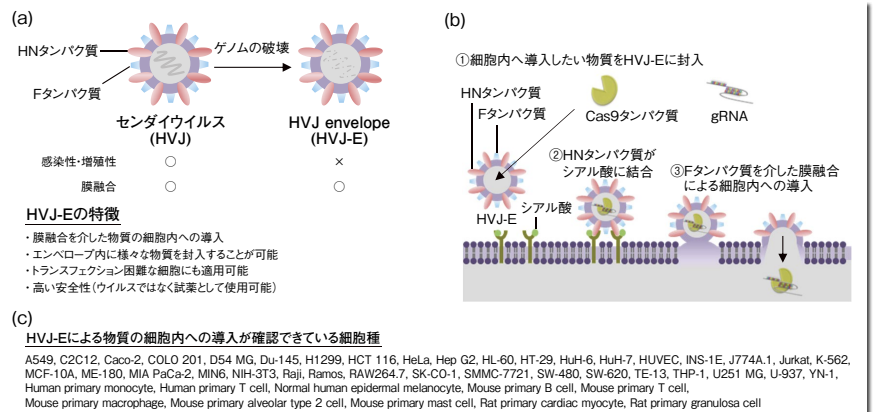 (a)
HNタンパク質
ゲノムの破壊
Fタンパク質
センダイウイルス
(HVJ)
HVJ envelope
(HVJ-E)
感染性・増殖性 ○ ×
膜融合 ○ ○
HVJ-Eの特徴
・膜融合を介した物質の細胞内への導入
・エンベロープ内に様々な物質を封入することが可能
・トランスフェクション困難な細胞にも適用可能
・高い安全性(ウイルスではなく試薬として使用可能)
(b)
①細胞内へ導入したい物質をHVJ-Eに封入
HNタンパク質
Fタンパク質
Cas9タンパク質
gRNA
②HNタンパク質が
シアル酸に結合
③Fタンパク質を介した膜融合
による細胞内への導入
HVJ-E
シアル酸
(c)
HVJ-Eによる物質の細胞内への導入が確認できている細胞種
A549, C2C12, Caco-2, COLO 201, D54 MG, Du-145, H1299, HCT 116, HeLa, Hep G2, HL-60, HT-29, HuH-6, HuH-7, HUVEC, INS-1E, J774A.1, Jurkat, K-562,
MCF-10A, ME-180, MIA PaCa-2, MIN6, NIH-3T3, Raji, Ramos, RAW264.7, SK-CO-1, SMMC-7721, SW-480, SW-620, TE-13, THP-1, U251 MG, U-937, YN-1,
Human primary monocyte, Human primary T cell, Normal human epidermal melanocyte, Mouse primary B cell, Mouse primary T cell,
Mouse primary macrophage, Mouse primary alveolar type 2 cell, Mouse primary mast cell, Rat primary cardiac myocyte, Rat primary granulosa cell